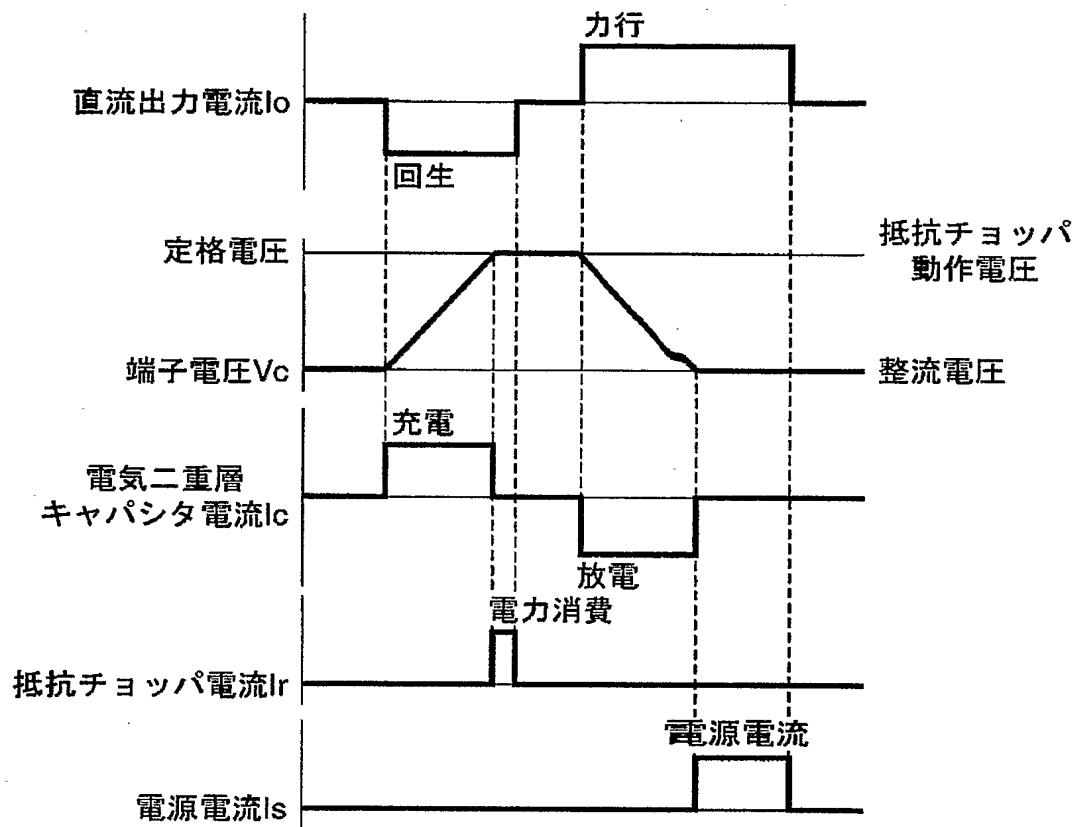 力行
直流出力電流Io
回生
定格電圧
抵抗チョッパ
動作電圧
端子電圧Vc
整流電圧
充電
電気二重層
キャパシタ電流Ic
放電
電力消費
抵抗チョッパ電流Ir
電源電流
電源電流Is